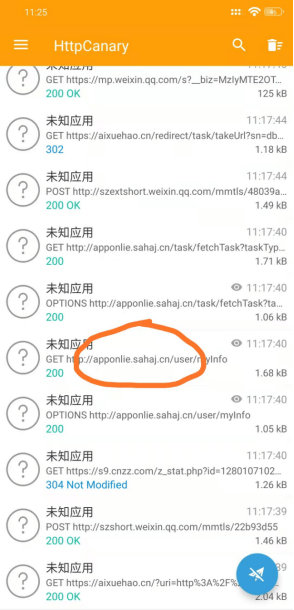 11:25
HttpCanary
未知应用
11:17:40
GET https://mp.weixin.qq.com/s?__biz=MzIyMTE2OT...
200 OK
125 kB
未知应用
11:17:44
GET https://aixuehao.cn/redirect/task/takeUrl?sn=db...
302
1.18 kB
未知应用
11:17:44
POST http://szextshort.weixin.qq.com/mmtls/48039a...
200 OK
1.49 kB
未知应用
11:17:40
GET http://apponlie.sahaj.cn/task/fetchTask?taskTyp...
200
1.71 kB
未知应用
11:17:40
OPTIONS http://apponlie.sahaj.cn/task/fetchTask?ta...
200
1.06 kB
未知应用
11:17:40
GET http://apponlie.sahaj.cn/user/myInfo
200
1.68 kB
未知应用
11:17:40
OPTIONS http://apponlie.sahaj.cn/user/myInfo
200
1.05 kB
未知应用
GET https://s9.cnzz.com/z_stat.php?id=1280107102...
304 Not Modified
1.26 kB
未知应用
11:17:39
POST http://szshort.weixin.qq.com/mmtls/22b93d55
200 OK
1.46 kB
未知应用
GET https://aixuehao.cn/?uri=http%3A%2F%
200 OK
2.04 kB